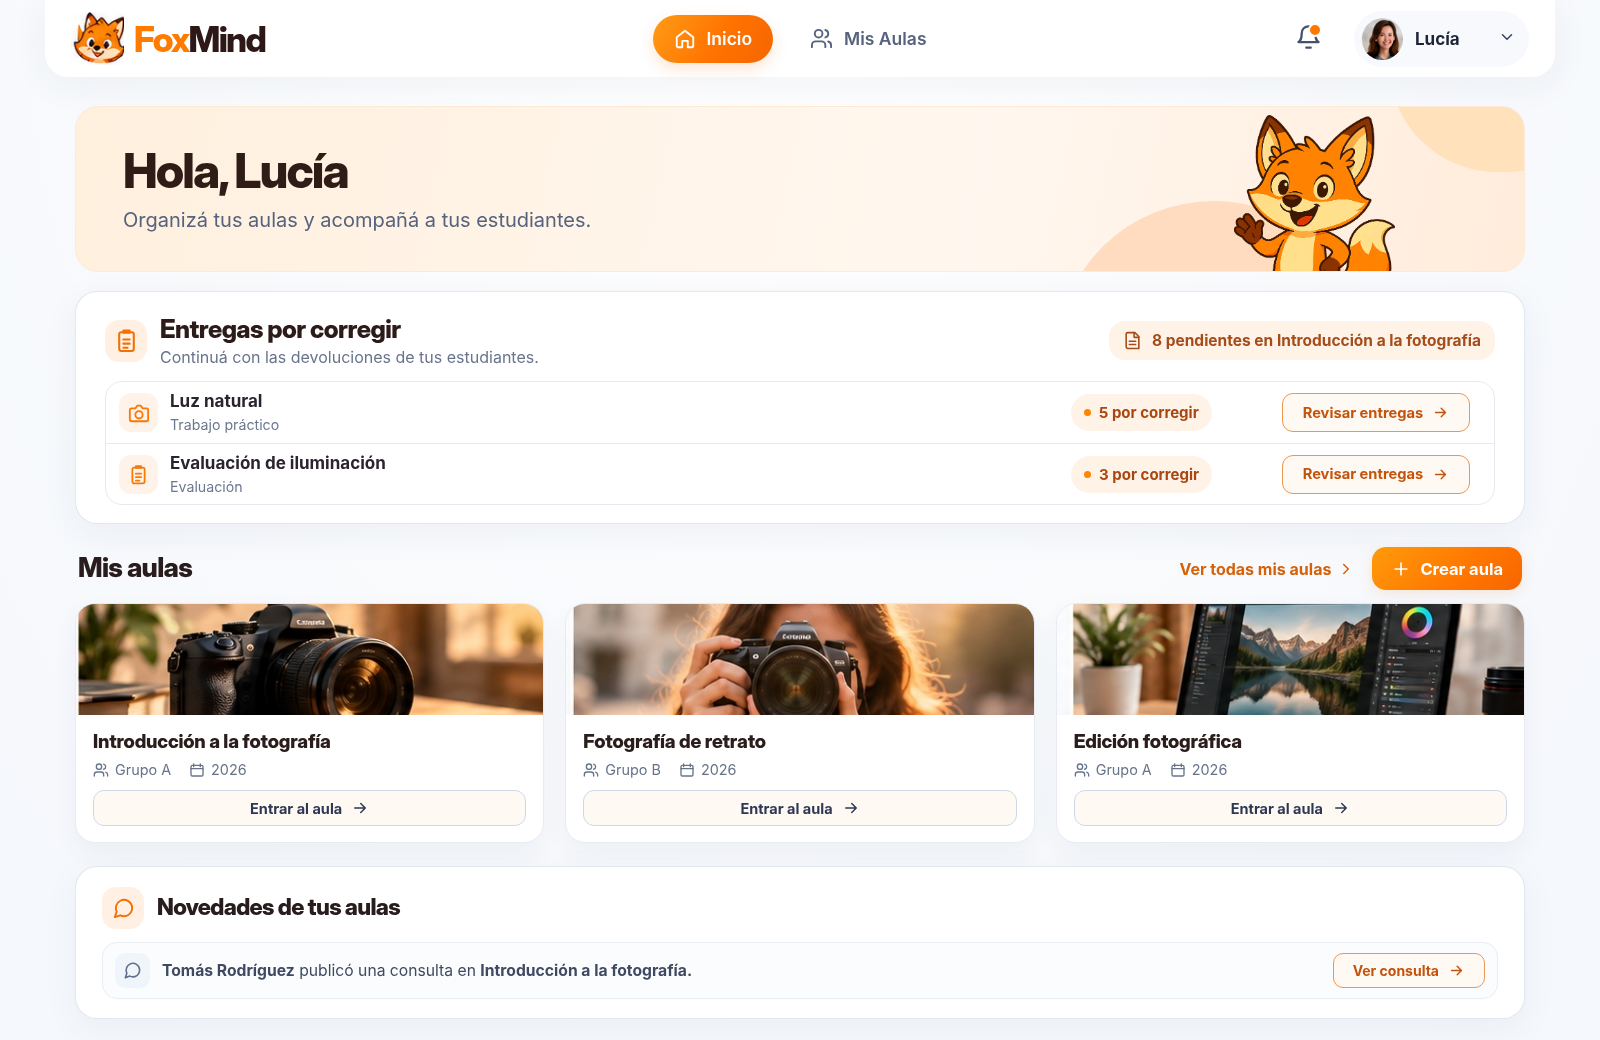 FoxMind
Inicio
Mis Aulas
Lucía
Hola, Lucía
Organizá tus aulas y acompañá a tus estudiantes.
Entregas por corregir
Continuá con las devoluciones de tus estudiantes.
8 pendientes en Introducción a la fotografía
Luz natural
Trabajo práctico
5 por corregir
Revisar entregas
Evaluación de iluminación
Evaluación
3 por corregir
Revisar entregas
Mis aulas
Ver todas mis aulas
Crear aula
Introducción a la fotografía
Grupo A 2026
Entrar al aula
Fotografía de retrato
Grupo B 2026
Entrar al aula
Edición fotográfica
Grupo A 2026
Entrar al aula
Novedades de tus aulas
Tomás Rodríguez publicó una consulta en Introducción a la fotografía.
Ver consulta